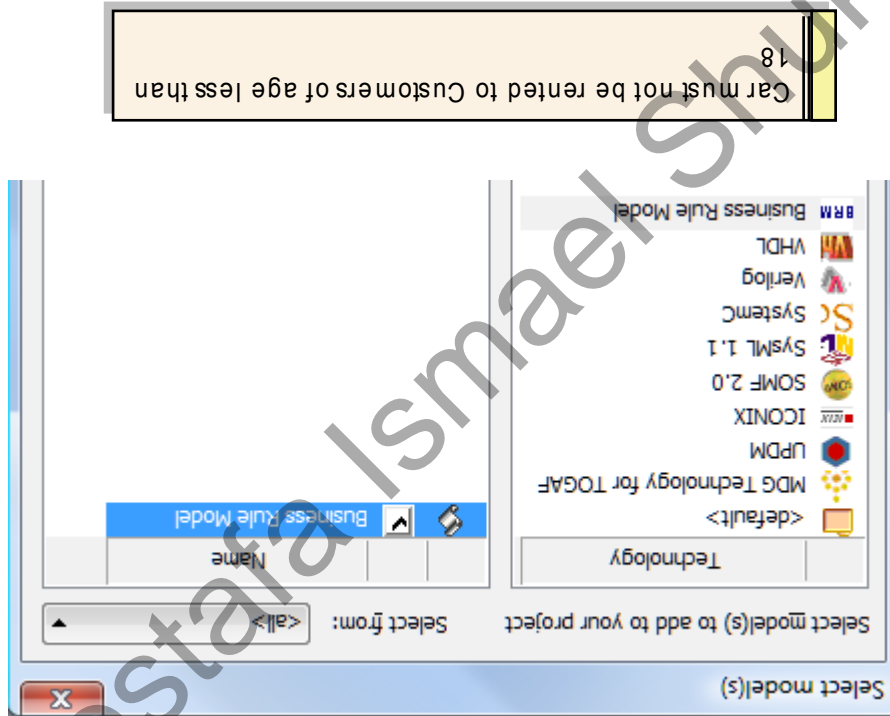 Select model(s)
Select model(s) to add to your project
Select from:
<all>
Technology
<default>
MDG Technology for TOGAF
UPDM
ICONIX
SOMF 2.0
SysML 1.1
SystemC
Verilog
VHDL
BRM Business Rule Model
Name
Business Rule Model
Car must not be rented to Customers of age less than
18